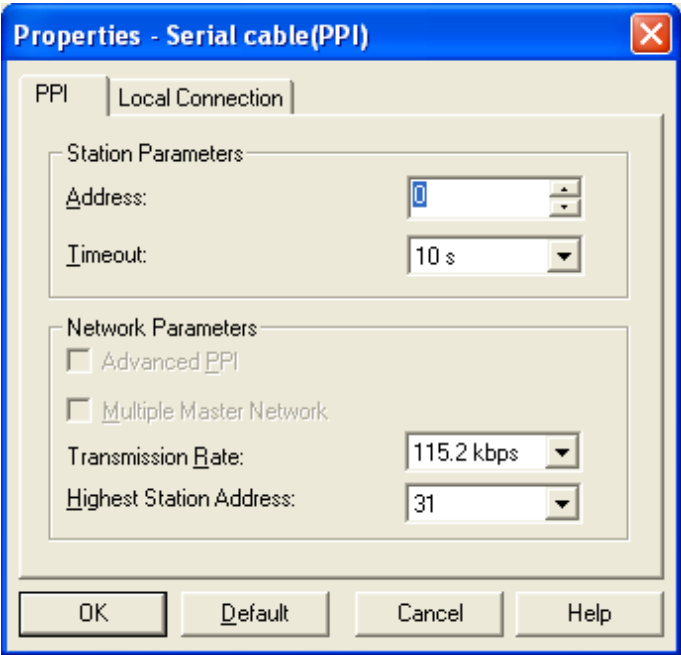 Properties - Serial cable(PPI)
PPI
Local Connection
Station Parameters
Address:
0
Timeout:
10 s
Network Parameters
Advanced PPI
Multiple Master Network
Transmission Rate:
115.2 kbps
Highest Station Address:
31
OK
Default
Cancel
Help